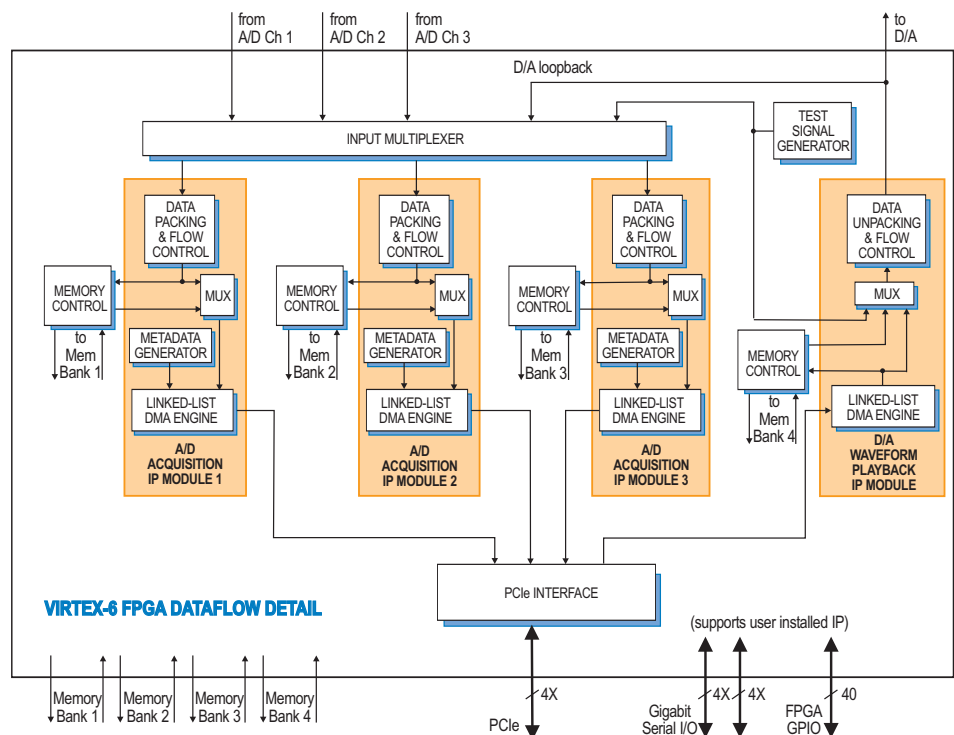 from
A/D Ch 1
from
A/D Ch 2
from
A/D Ch 3
to
D/A
D/A loopback
INPUT MULTIPLEXER
TEST
SIGNAL
GENERATOR
DATA
PACKING
& FLOW
CONTROL
MEMORY
CONTROL
MUX
to
Mem
Bank 1
METADATA
GENERATOR
LINKED-LIST
DMA ENGINE
A/D
ACQUISITION
IP MODULE 1
DATA
PACKING
& FLOW
CONTROL
MEMORY
CONTROL
MUX
to
Mem
Bank 2
METADATA
GENERATOR
LINKED-LIST
DMA ENGINE
A/D
ACQUISITION
IP MODULE 2
DATA
PACKING
& FLOW
CONTROL
MEMORY
CONTROL
MUX
to
Mem
Bank 3
METADATA
GENERATOR
LINKED-LIST
DMA ENGINE
A/D
ACQUISITION
IP MODULE 3
DATA
UNPACKING
& FLOW
CONTROL
MUX
MEMORY
CONTROL
to
Mem
Bank 4
LINKED-LIST
DMA ENGINE
D/A
WAVEFORM
PLAYBACK
IP MODULE
PCIe INTERFACE
VIRTEX-6 FPGA DATAFLOW DETAIL
(supports user installed IP)
Memory
Bank 1
Memory
Bank 2
Memory
Bank 3
Memory
Bank 4
4X
PCIe
4X
4X
Gigabit
Serial I/O
40
FPGA
GPIO